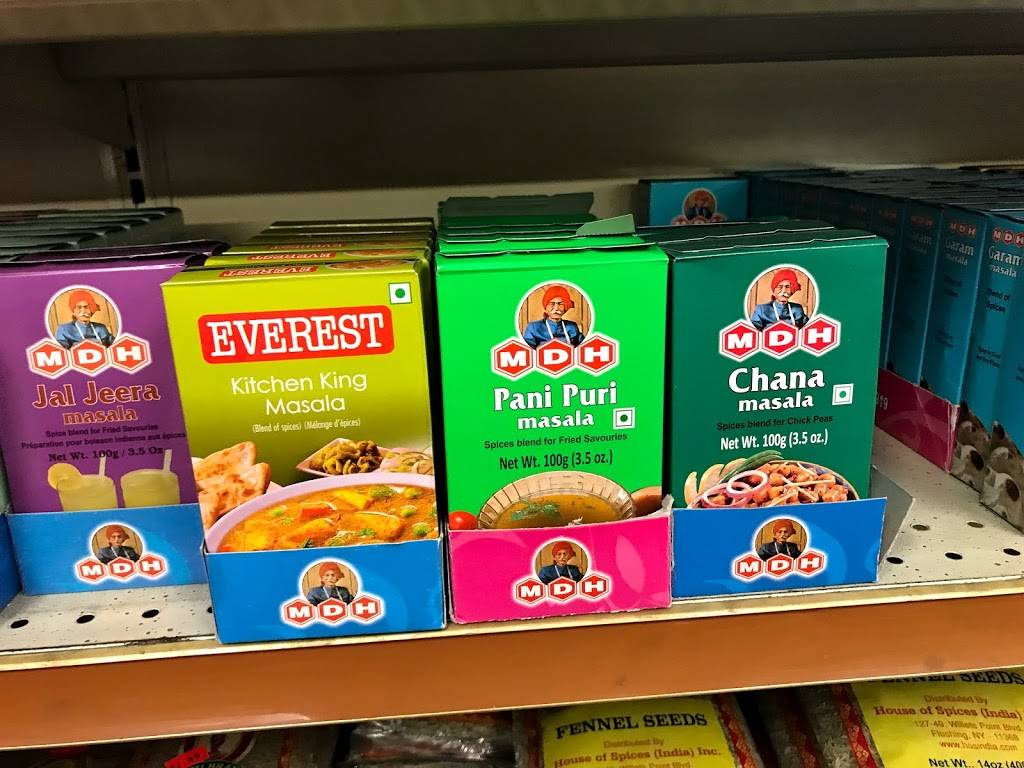 MDH
Jal Jeera
masala
Spice blend for Fried Savouries
Préparation pour boisson indienne aux épices
Net Wt. 100g / 3.5 Oz
MDH
EVEREST
EVEREST
EVEREST
Kitchen King
Masala
(Blend of spices) (Mélange d'épices)
MDH
MDH
Pani Puri
masala
Spices blend for Fried Savouries
Net Wt. 100g (3.5 oz.)
MDH
MDH
Chana
masala
Spices blend for Chick Peas
Net Wt. 100g (3.5 oz.)
MDH
MDH
Garam
masala
MDH
Garam
masala
Blend of
Spices
FENNEL SEEDS
Distributed By
House of Spices (India) Inc.
FENNEL SEEDS
Distributed By
House of Spices (India)
127-40, Willets Point Blvd.
Flushing, NY - 11368
www.hosindia.com
Net Wt.. 14oz